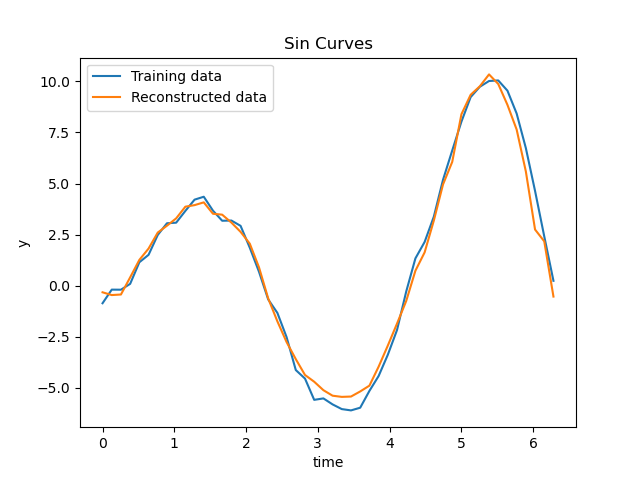 Sin Curves
Training data
Reconstructed data
10.0
7.5
5.0
2.5
0.0
−2.5
−5.0
y
0 1 2 3 4 5 6
time